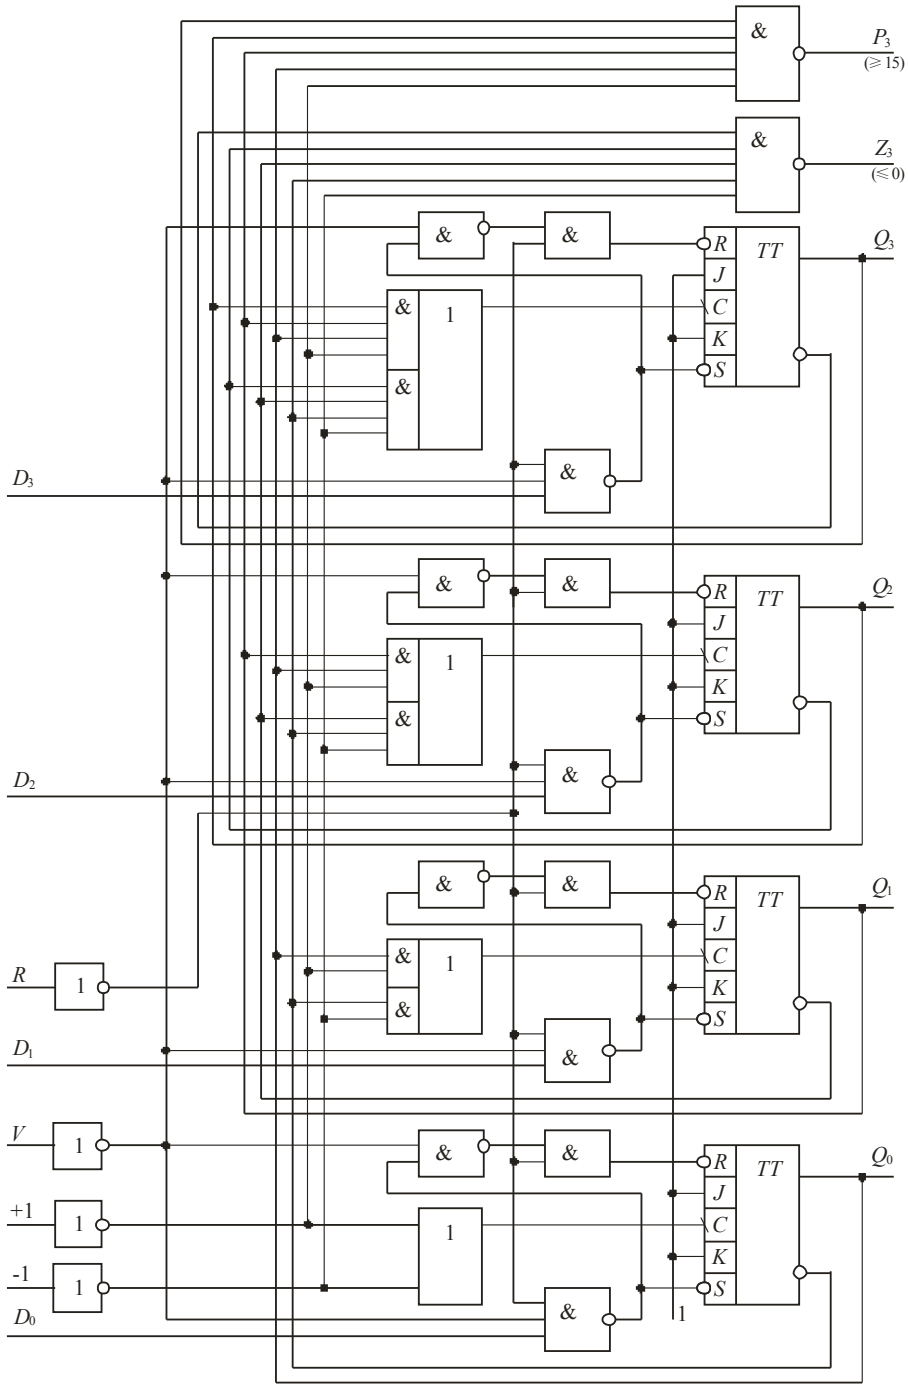 & P₃
(≥15)
& Z₃
(≤0)
& & R TT Q₃
J
& 1 C
K
& S
&
D₃
& & R TT Q₂
J
& 1 C
K
& S
&
D₂
& & R TT Q₁
J
& 1 C
R 1 K
& S
D₁ &
V 1 & & R TT Q₀
J
+1 1 1 C
K
-1 1 S
D₀ & 1